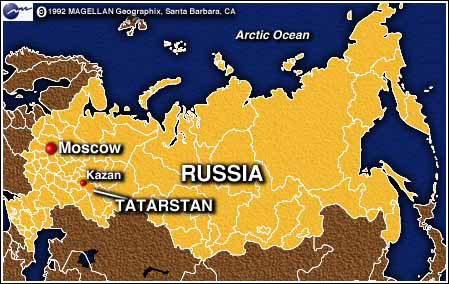 © 1992 MAGELLAN Geographix, Santa Barbara, CA
Arctic Ocean
Moscow
Kazan
RUSSIA
TATARSTAN